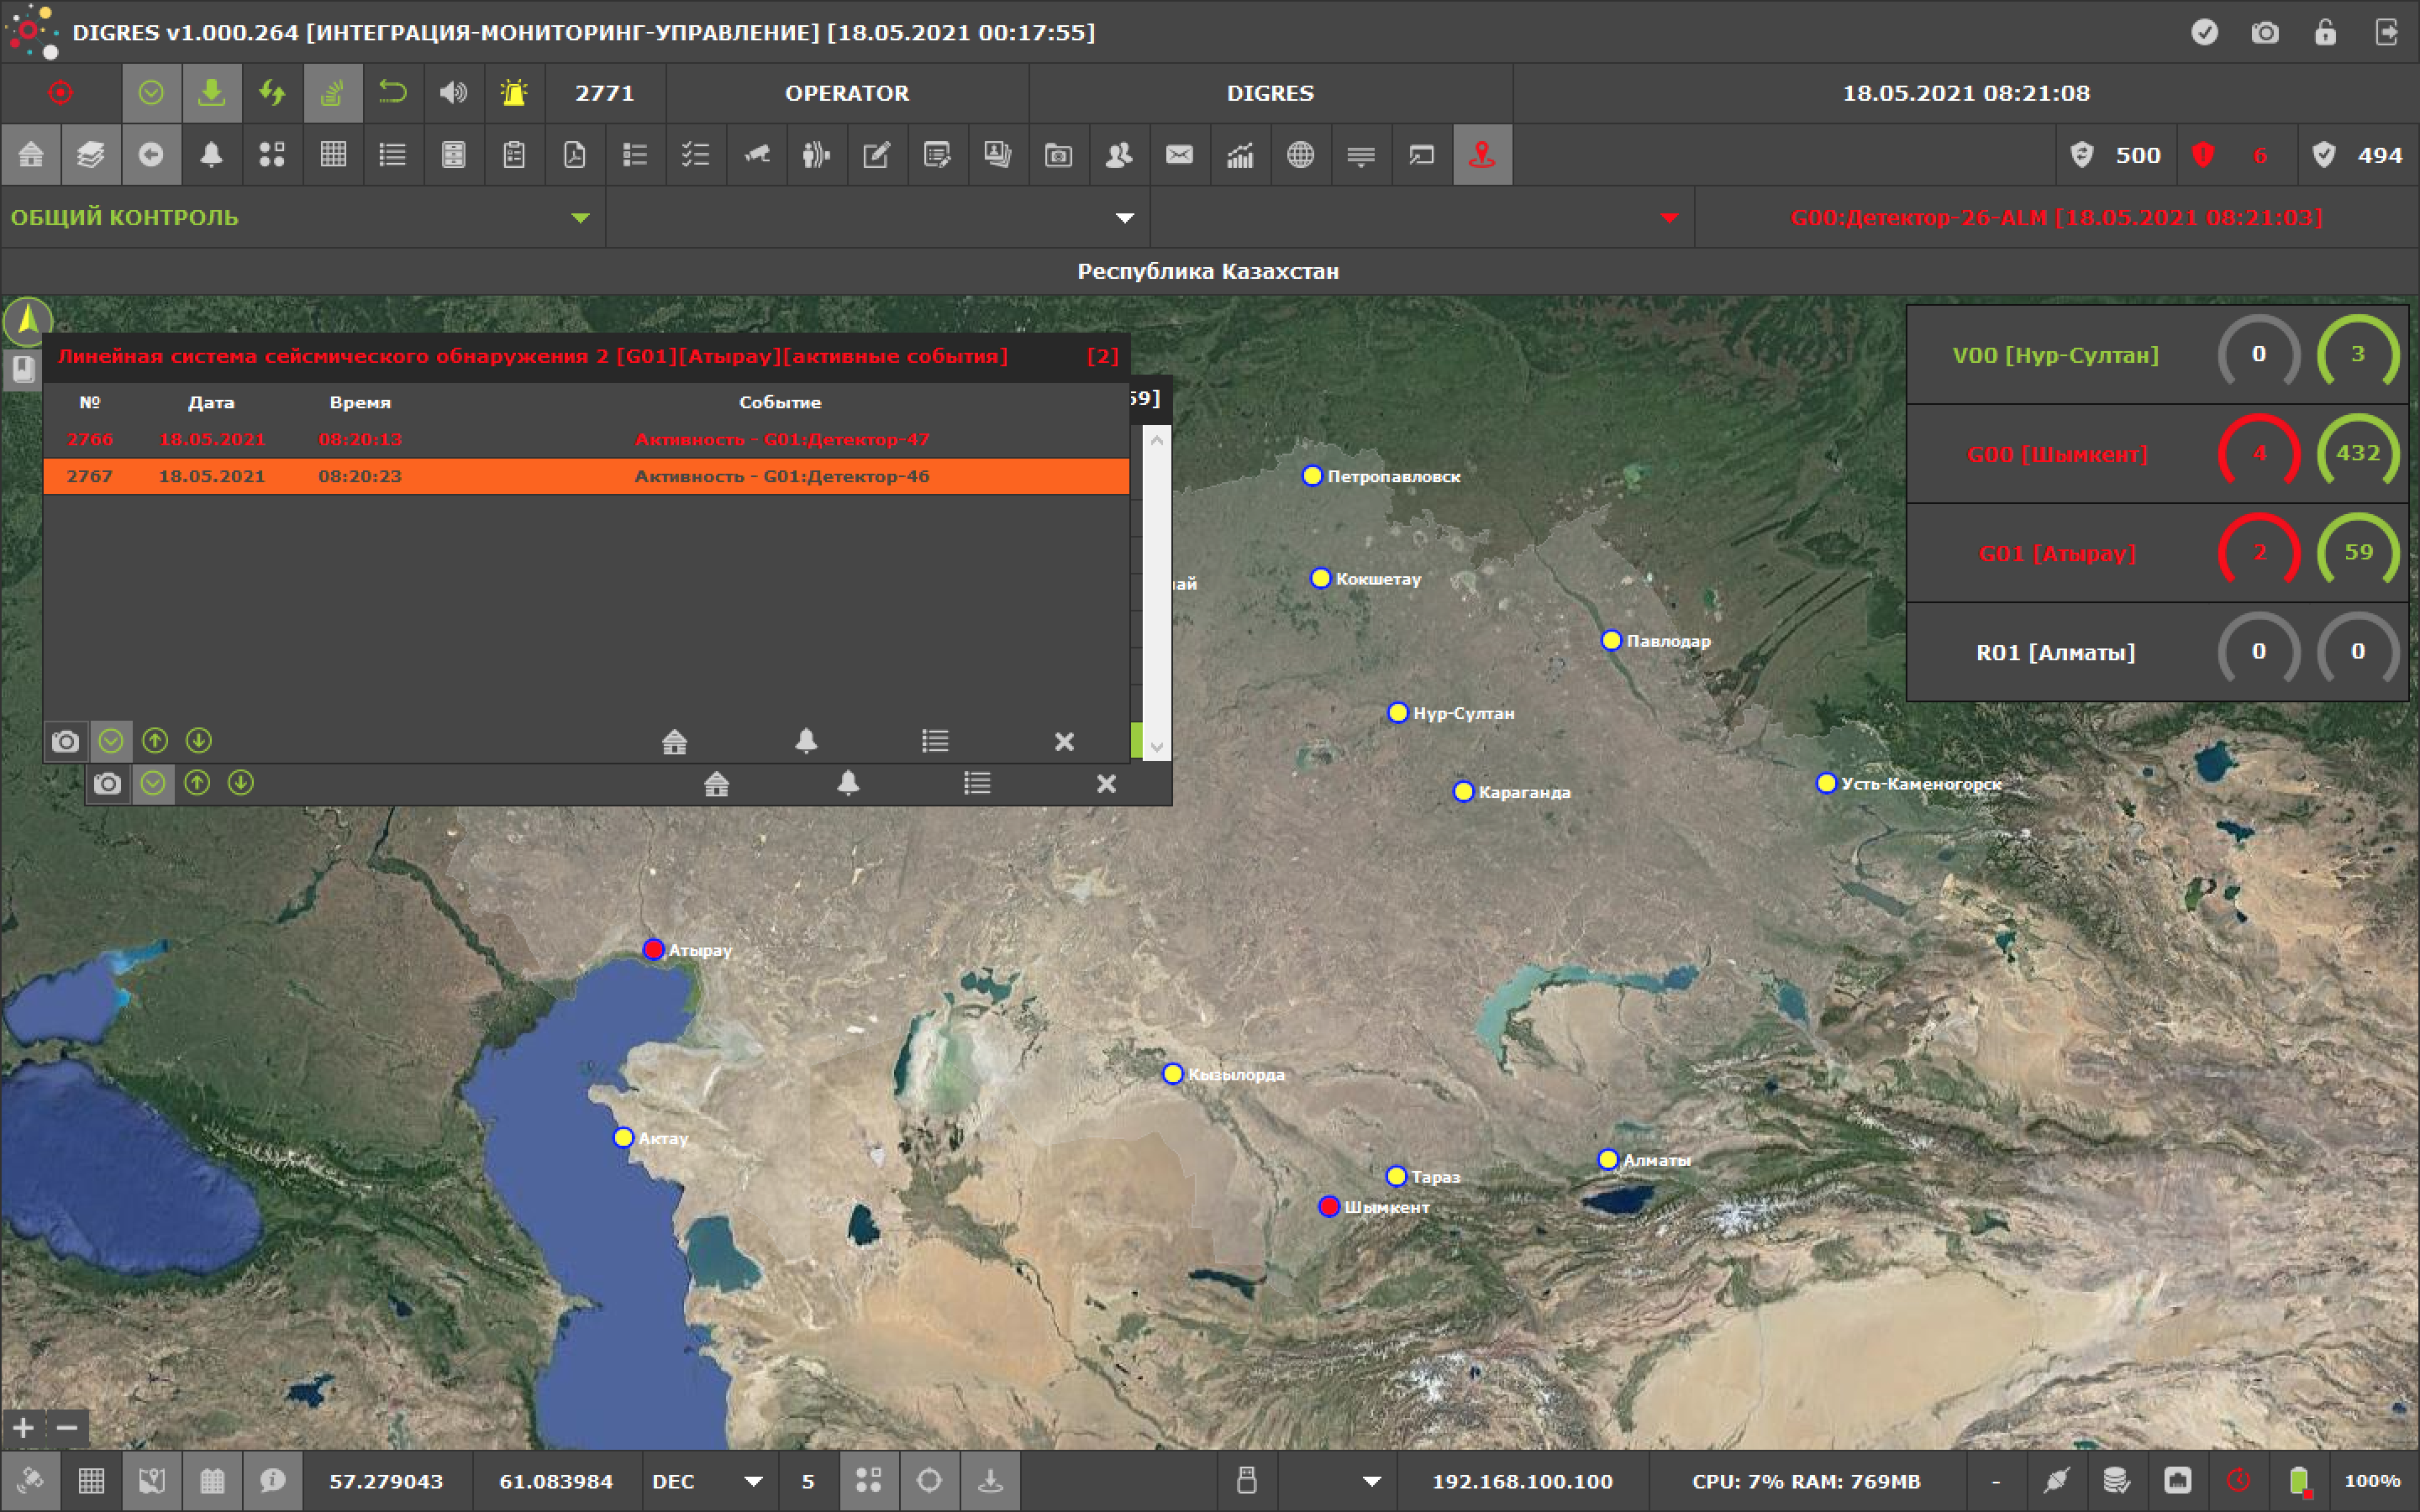 DIGRES v1.000.264 [ИНТЕГРАЦИЯ-МОНИТОРИНГ-УПРАВЛЕНИЕ] [18.05.2021 00:17:55]
2771 OPERATOR DIGRES 18.05.2021 08:21:08
500 6 494
ОБЩИЙ КОНТРОЛЬ G00:Детектор-26-ALM [18.05.2021 08:21:03]
Республика Казахстан
Линейная система сейсмического обнаружения 2 [G01][Атырау][активные события] [2]
59]
№ Дата Время Событие
2766 18.05.2021 08:20:13 Активность - G01:Детектор-47
2767 18.05.2021 08:20:23 Активность - G01:Детектор-46
V00 [Нур-Султан] 0 3
G00 [Шымкент] 4 432
G01 [Атырау] 2 59
R01 [Алматы] 0 0
Петропавловск
Кокшетау
ай
Павлодар
Нур-Султан
Усть-Каменогорск
Караганда
Атырау
Кызылорда
Актау
Алматы
Тараз
Шымкент
57.279043 61.083984 DEC 5 192.168.100.100 CPU: 7% RAM: 769MB - 100%